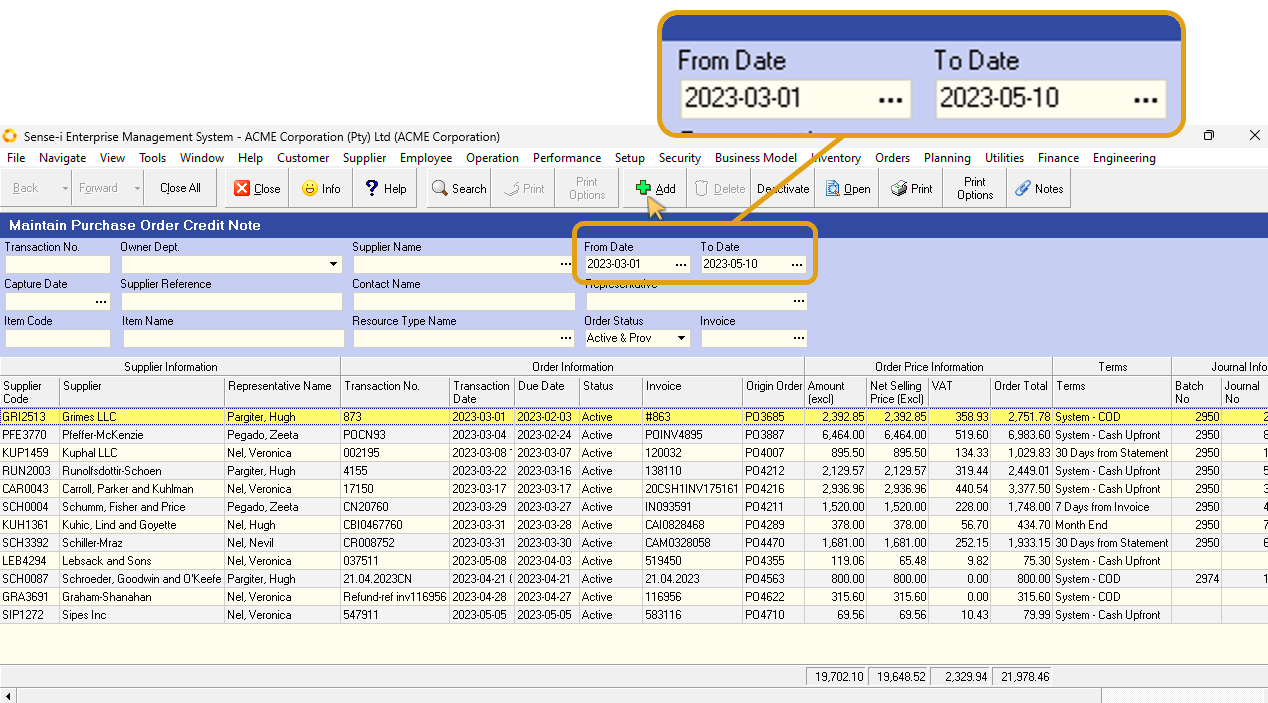 From Date To Date
2023-03-01 ... 2023-05-10 ...
Sense-i Enterprise Management System - ACME Corporation (Pty) Ltd (ACME Corporation)
File Navigate View Tools Window Help Customer Supplier Employee Operation Performance Setup Security Business Model Inventory Orders Planning Utilities Finance Engineering
Back Forward Close All Close Info Help Search Print Print Options Add Delete Deactivate Open Print Print Options Notes
Maintain Purchase Order Credit Note
Transaction No. Owner Dept. Supplier Name From Date To Date
... 2023-03-01 ... 2023-05-10 ...
Capture Date Supplier Reference Contact Name Representative
... ...
Item Code Item Name Resource Type Name Order Status Invoice
... Active & Prov ...
Supplier Information Order Information Order Price Information Terms Journal Info
Supplier Code Supplier Representative Name Transaction No. Transaction Date Due Date Status Invoice Origin Order Amount (excl) Net Selling Price (Excl) VAT Order Total Terms Batch No Journal No
GRI2513 Grimes LLC Pargiter, Hugh 873 2023-03-01 2023-02-03 Active #863 PO3685 2,392.85 2,392.85 358.93 2,751.78 System - COD 2950 2
PFE3770 Pfeffer-McKenzie Pegado, Zeeta POCN93 2023-03-04 2023-02-24 Active POINV4895 PO3887 6,464.00 6,464.00 519.60 6,983.60 System - Cash Upfront 2950 8
KUP1459 Kuphal LLC Nel, Veronica 002195 2023-03-08 2023-03-07 Active 120032 PO4007 895.50 895.50 134.33 1,029.83 30 Days from Statement 2950 1
RUN2003 Runolfsdottir-Schoen Pargiter, Hugh 4155 2023-03-22 2023-03-16 Active 138110 PO4212 2,129.57 2,129.57 319.44 2,449.01 System - Cash Upfront 2950 5
CAR0043 Carroll, Parker and Kuhlman Nel, Veronica 17150 2023-03-17 2023-03-17 Active 20CSH1INV175161 PO4216 2,936.96 2,936.96 440.54 3,377.50 System - Cash Upfront 2950 3
SCH0004 Schumm, Fisher and Price Pegado, Zeeta CN20760 2023-03-29 2023-03-27 Active IN093591 PO4211 1,520.00 1,520.00 228.00 1,748.00 7 Days from Invoice 2950 4
KUH1361 Kuhic, Lind and Goyette Nel, Hugh CBI0467760 2023-03-31 2023-03-28 Active CAI0828468 PO4289 378.00 378.00 56.70 434.70 Month End 2950 7
SCH3392 Schiller-Mraz Nel, Nevil CR008752 2023-03-31 2023-03-30 Active CAM0328058 PO4470 1,681.00 1,681.00 252.15 1,933.15 30 Days from Statement 2950 6
LEB4294 Lebsack and Sons Nel, Veronica 037511 2023-05-08 2023-04-03 Active 519450 PO4355 119.06 65.48 9.82 75.30 System - Cash Upfront
SCH0087 Schroeder, Goodwin and O'Keefe Pargiter, Hugh 21.04.2023CN 2023-04-21 2023-04-21 Active 21.04.2023 PO4563 800.00 800.00 0.00 800.00 System - COD 2974 1
GRA3691 Graham-Shanahan Nel, Veronica Refund-ref inv116956 2023-04-28 2023-04-27 Active 116956 PO4622 315.60 315.60 0.00 315.60 System - COD
SIP1272 Sipes Inc Nel, Veronica 547911 2023-05-05 2023-05-05 Active 583116 PO4710 69.56 69.56 10.43 79.99 System - Cash Upfront
19,702.10 19,648.52 2,329.94 21,978.46